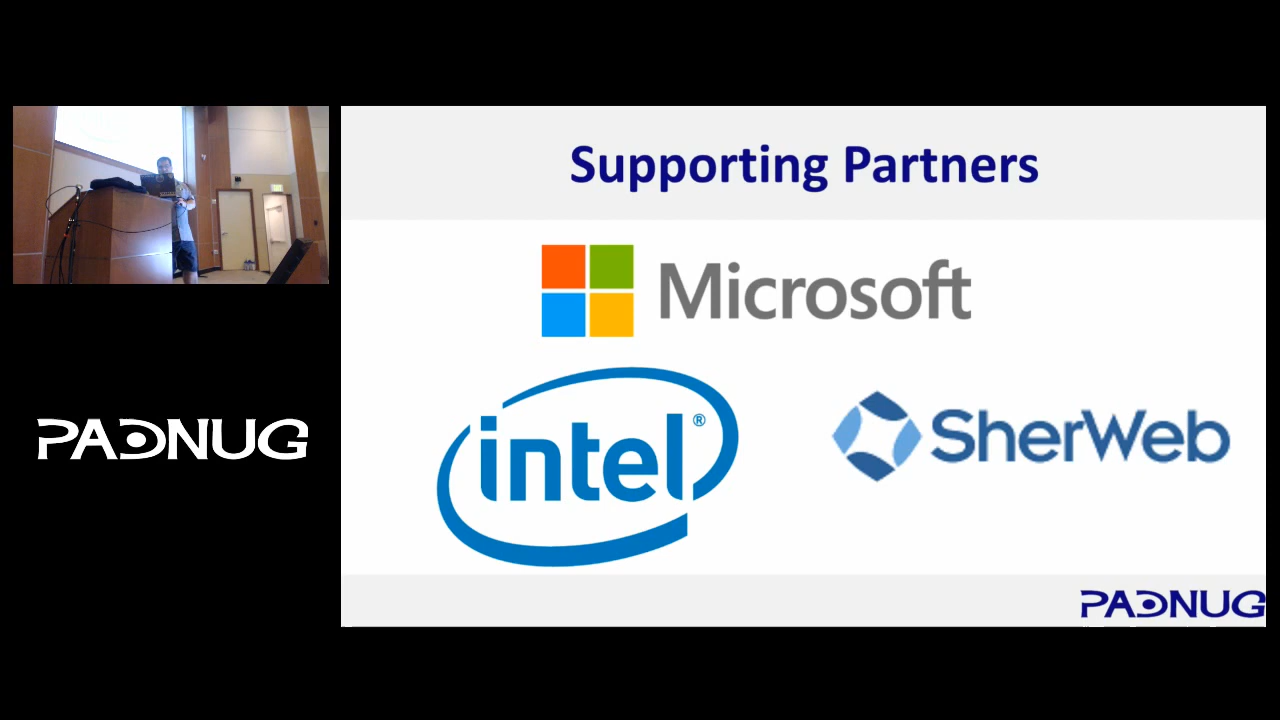 Supporting Partners
Microsoft
intel®
SherWeb
PADNUG
PADNUG